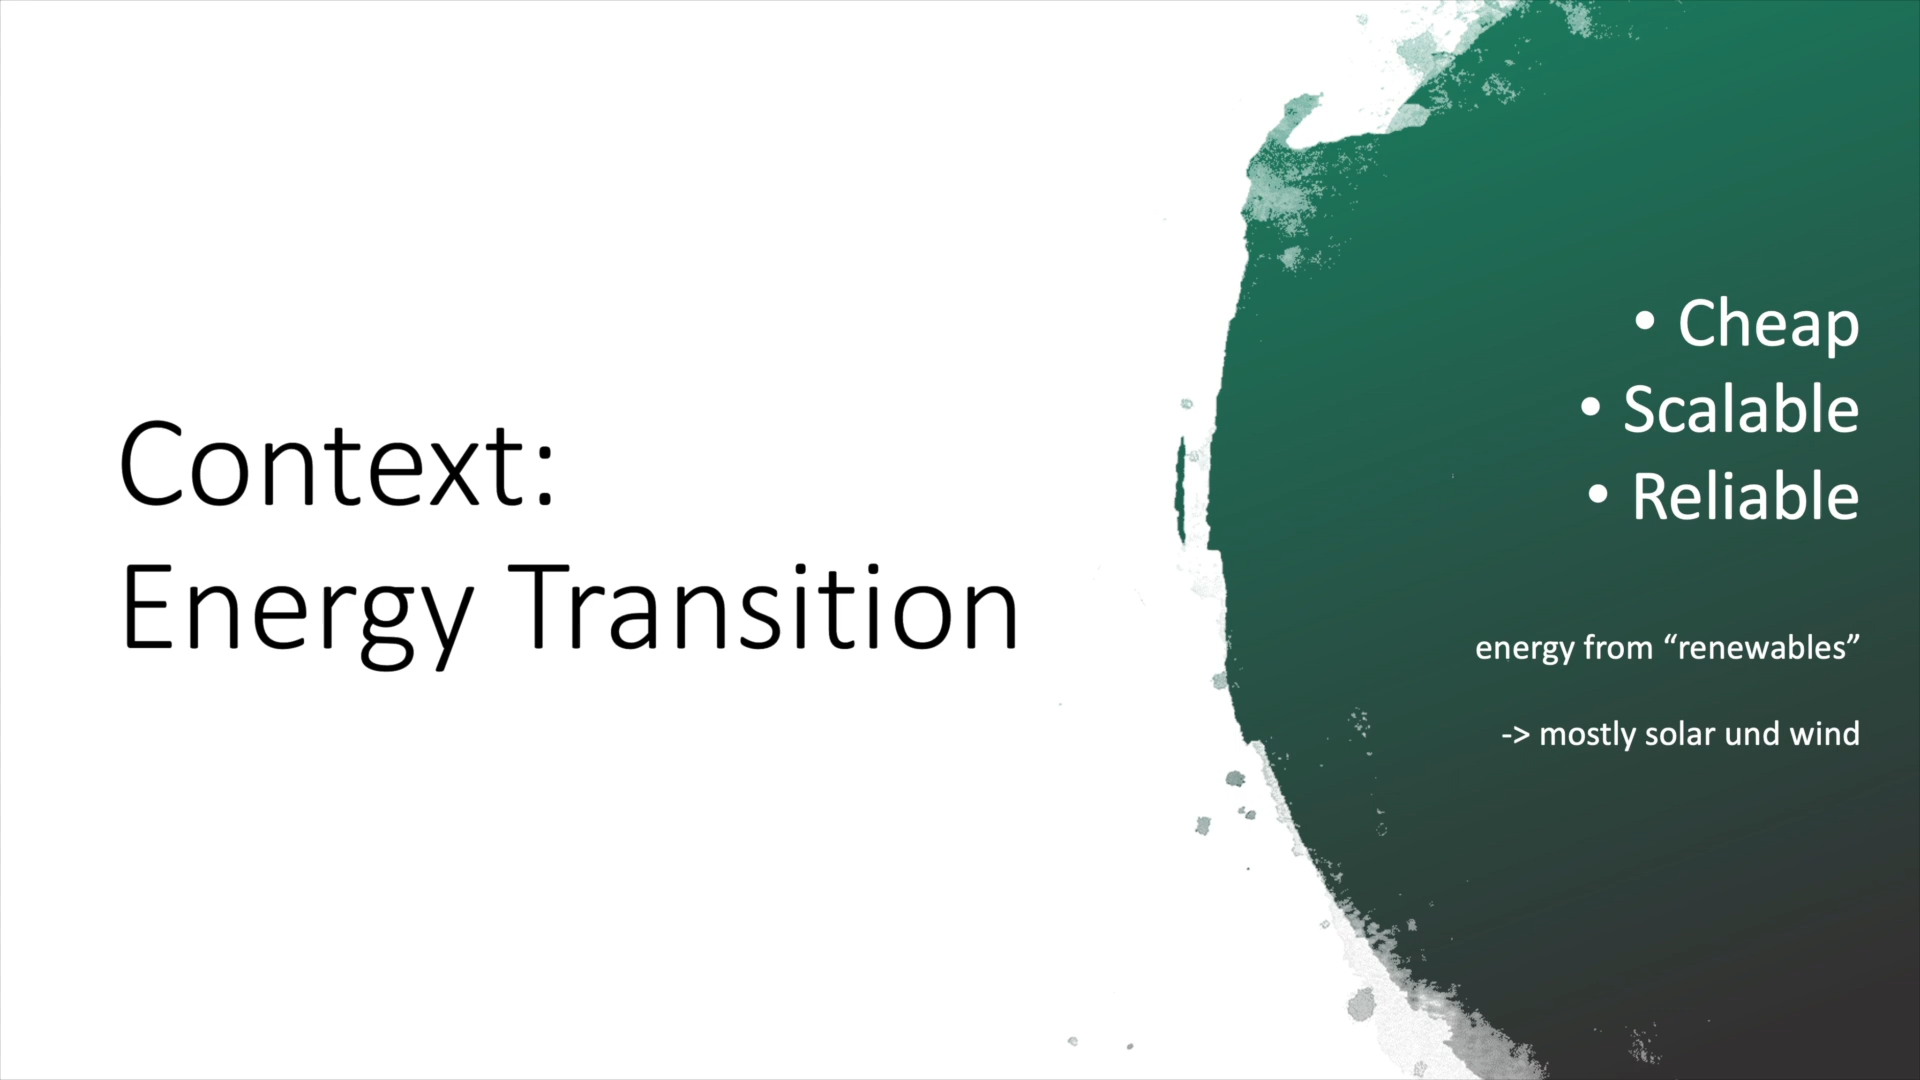 Context:
Energy Transition
• Cheap
• Scalable
• Reliable
energy from “renewables”
-> mostly solar und wind